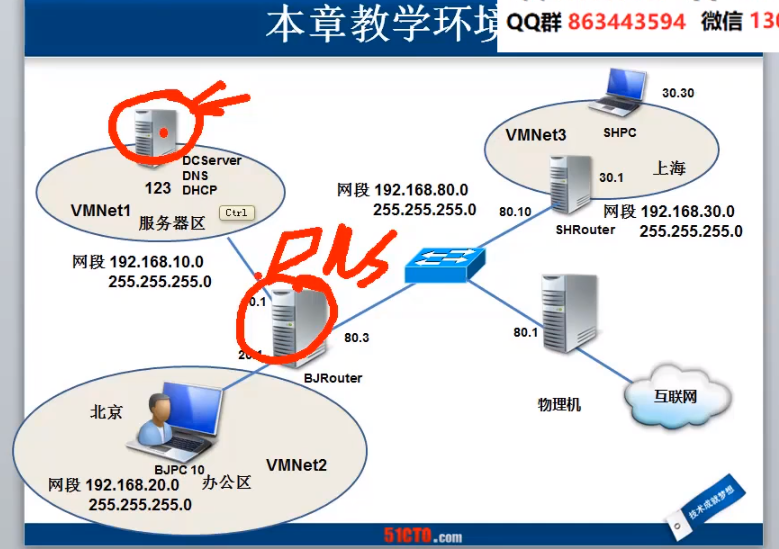 本章教学环境
QQ群 863443594 微信 130
30.30
SHPC
VMNet3
上海
30.1
DCServer
DNS
DHCP
123
VMNet1
服务器区
Ctrl
网段 192.168.80.0
255.255.255.0
80.10
SHRouter
网段 192.168.30.0
255.255.255.0
网段 192.168.10.0
255.255.255.0
DNS
0.1
80.3
80.1
BJRouter
物理机
互联网
北京
BJPC 10
办公区
VMNet2
网段 192.168.20.0
255.255.255.0
技术成就梦想
51CTO.com